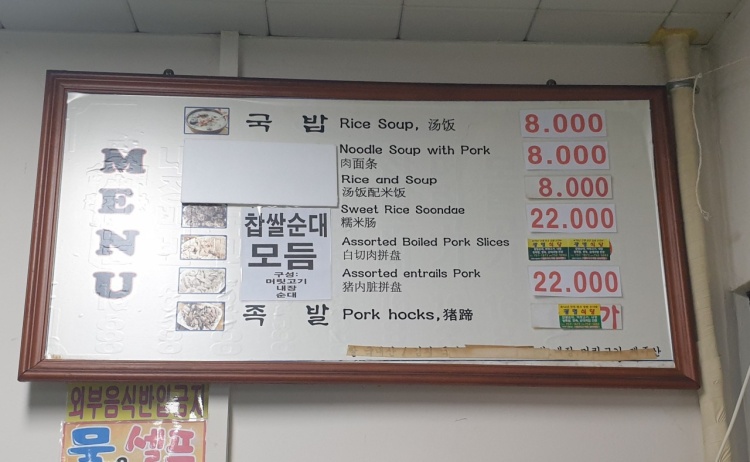 MENU
국 밥 Rice Soup, 汤饭 8.000
Noodle Soup with Pork 8.000
肉面条
Rice and Soup 8.000
汤饭配米饭
찹쌀순대 Sweet Rice Soondae 22.000
糯米肠
모듬 Assorted Boiled Pork Slices
白切肉拼盘
구성:
머릿고기
내장
순대
Assorted entrails Pork 22.000
猪内脏拼盘
족 발 Pork hocks,猪蹄 가
외부음식반입금지
물은 셀프